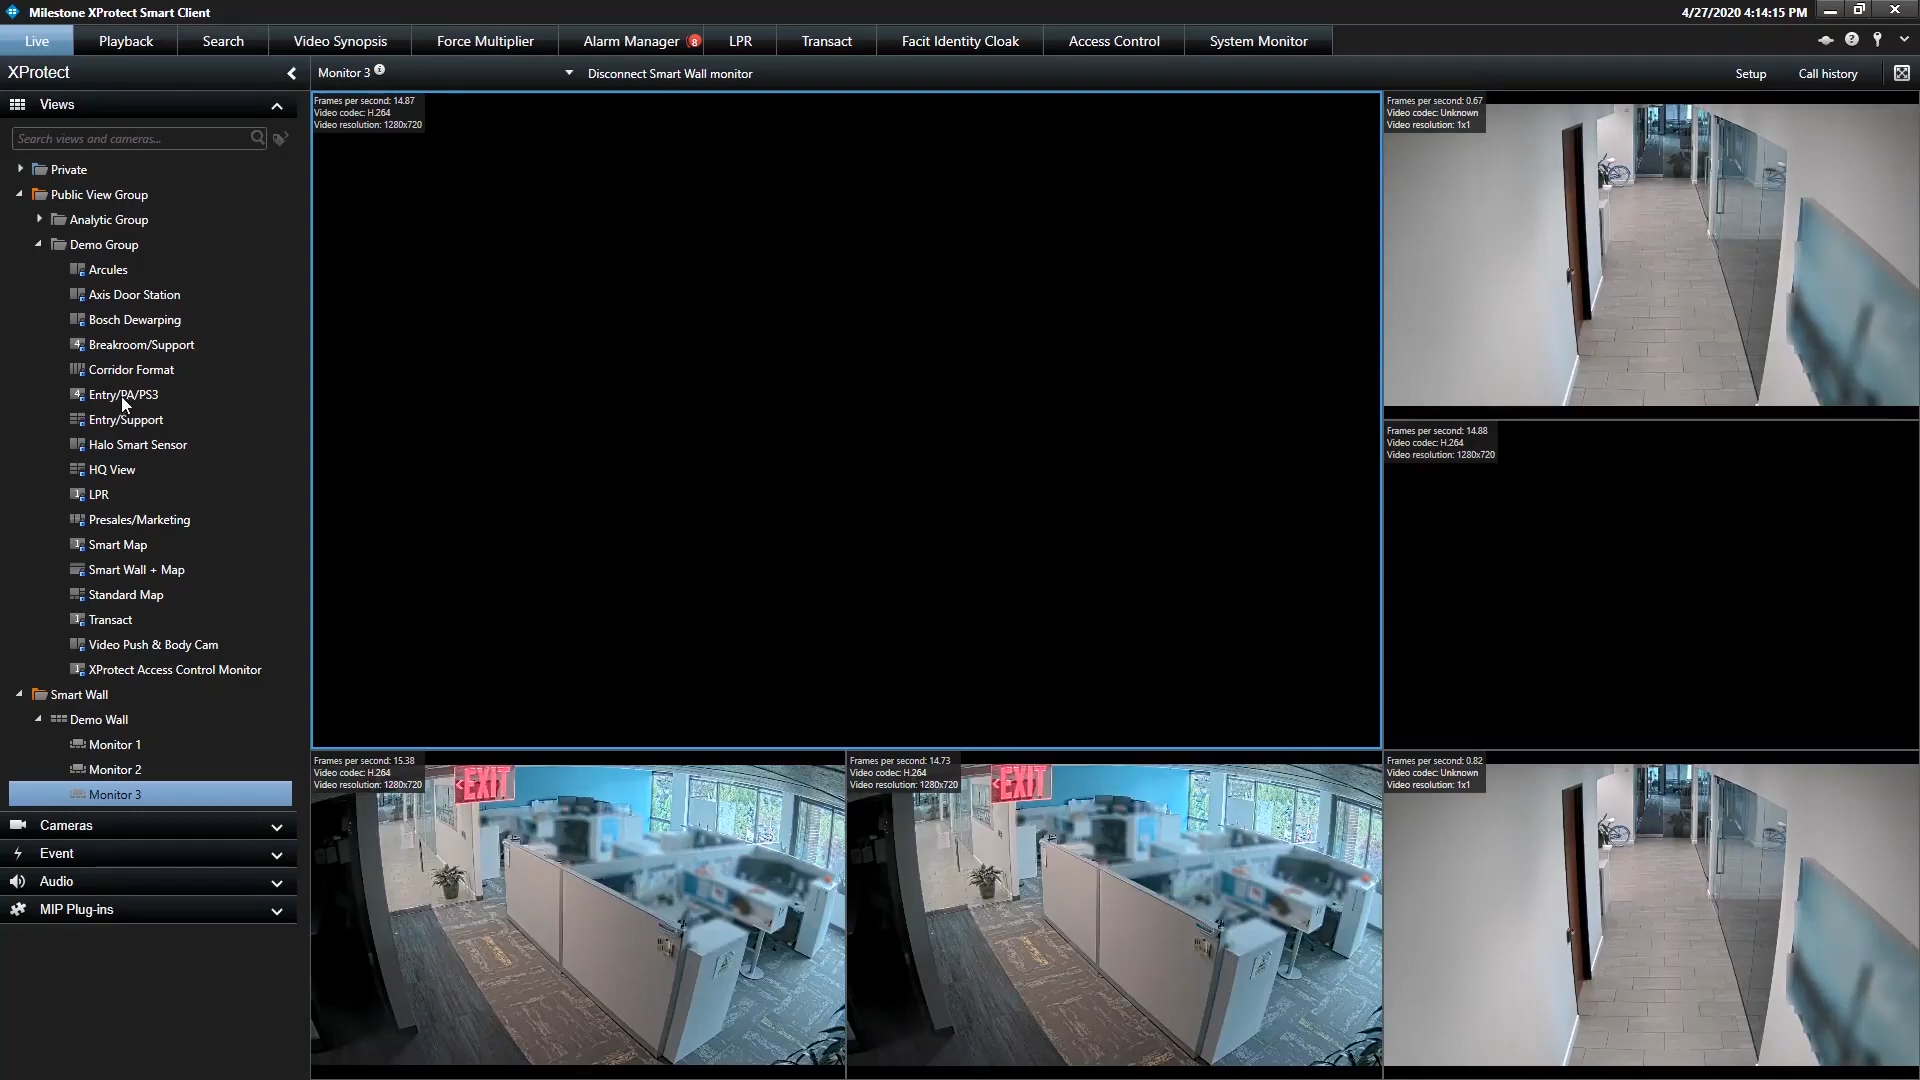 Milestone XProtect Smart Client
4/27/2020 4:14:15 PM
Live
Playback
Search
Video Synopsis
Force Multiplier
Alarm Manager 8
LPR
Transact
Facit Identity Cloak
Access Control
System Monitor
XProtect
Monitor 3
Disconnect Smart Wall monitor
Setup
Call history
Views
Search views and cameras...
Private
Public View Group
Analytic Group
Demo Group
Arcules
Axis Door Station
Bosch Dewarping
4 Breakroom/Support
Corridor Format
4 Entry/PA/PS3
Entry/Support
Halo Smart Sensor
HQ View
1 LPR
Presales/Marketing
1 Smart Map
Smart Wall + Map
Standard Map
1 Transact
Video Push & Body Cam
1 XProtect Access Control Monitor
Smart Wall
Demo Wall
Monitor 1
Monitor 2
Monitor 3
Cameras
Event
Audio
MIP Plug-ins
Frames per second: 14.87
Video codec: H.264
Video resolution: 1280x720
Frames per second: 0.67
Video codec: Unknown
Video resolution: 1x1
Frames per second: 14.88
Video codec: H.264
Video resolution: 1280x720
Frames per second: 15.38
Video codec: H.264
Video resolution: 1280x720
<EXIT
Frames per second: 14.73
Video codec: H.264
Video resolution: 1280x720
<EXIT
Frames per second: 0.82
Video codec: Unknown
Video resolution: 1x1